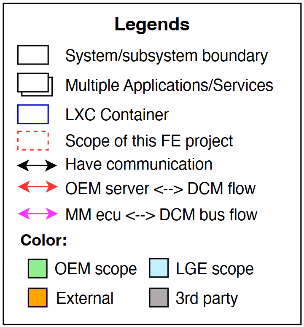 Legends
System/subsystem boundary
Multiple Applications/Services
LXC Container
Scope of this FE project
Have communication
OEM server <--> DCM flow
MM ecu <--> DCM bus flow
Color:
OEM scope LGE scope
External 3rd party